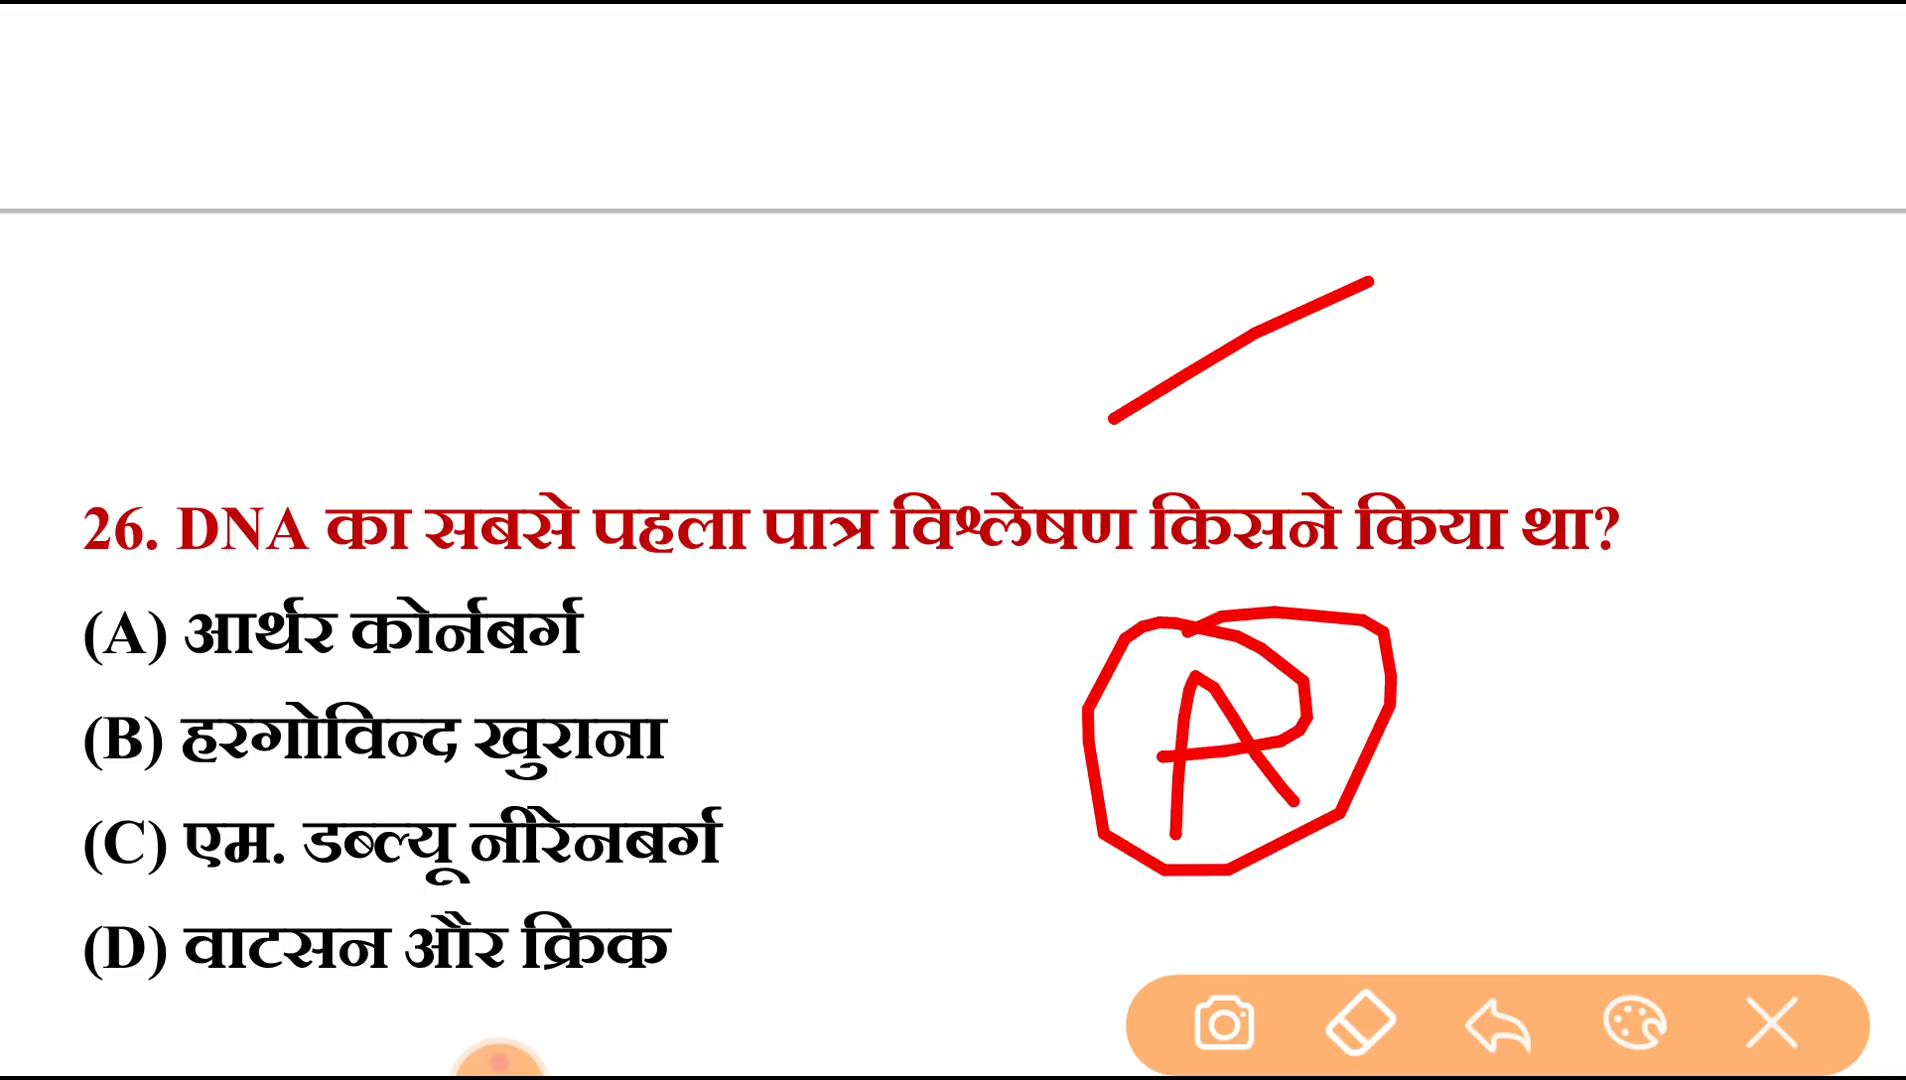 26. DNA का सबसे पहला पात्र विश्लेषण किसने किया था?
(A) आर्थर कोर्नबर्ग
A
(B) हरगोविन्द खुराना
(C) एम. डब्ल्यू नीरेनबर्ग
(D) वाटसन और क्रिक